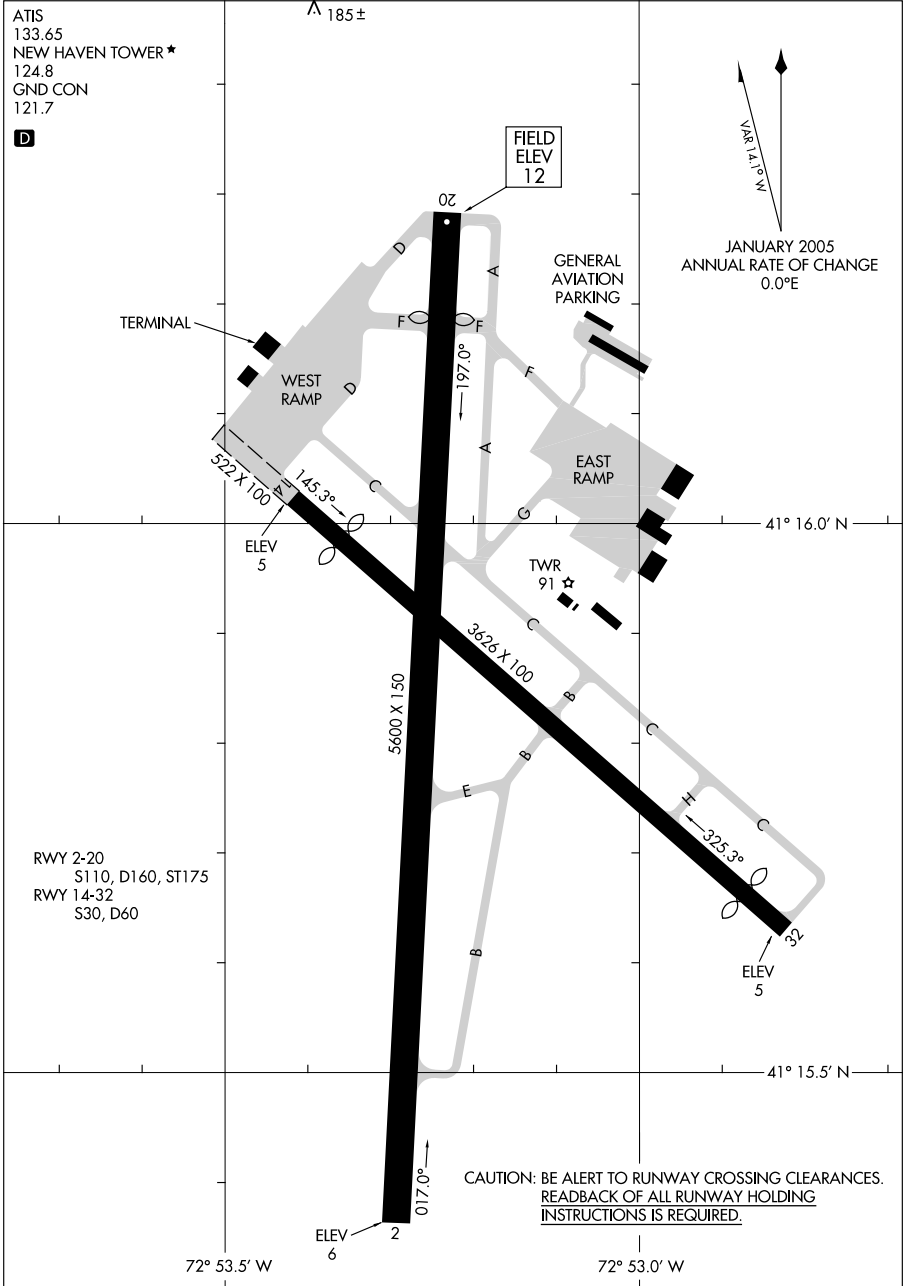 ATIS
133.65
NEW HAVEN TOWER★
124.8
GND CON
121.7
D
185±
VAR 14.1° W
JANUARY 2005
ANNUAL RATE OF CHANGE
0.0°E
FIELD
ELEV
12
20
D
A
GENERAL
AVIATION
PARKING
F
F
TERMINAL
197.0°
WEST
RAMP
D
F
A
EAST
RAMP
522 X 100
145.3°
C
G
41° 16.0' N
ELEV
5
TWR
91
C
3626 X 100
5600 X 150
B
C
B
E
H
C
325.3°
RWY 2-20
S110, D160, ST175
RWY 14-32
S30, D60
B
32
ELEV
5
41° 15.5' N
017.0°
CAUTION: BE ALERT TO RUNWAY CROSSING CLEARANCES.
READBACK OF ALL RUNWAY HOLDING
INSTRUCTIONS IS REQUIRED.
2
ELEV
6
72° 53.5' W
72° 53.0' W